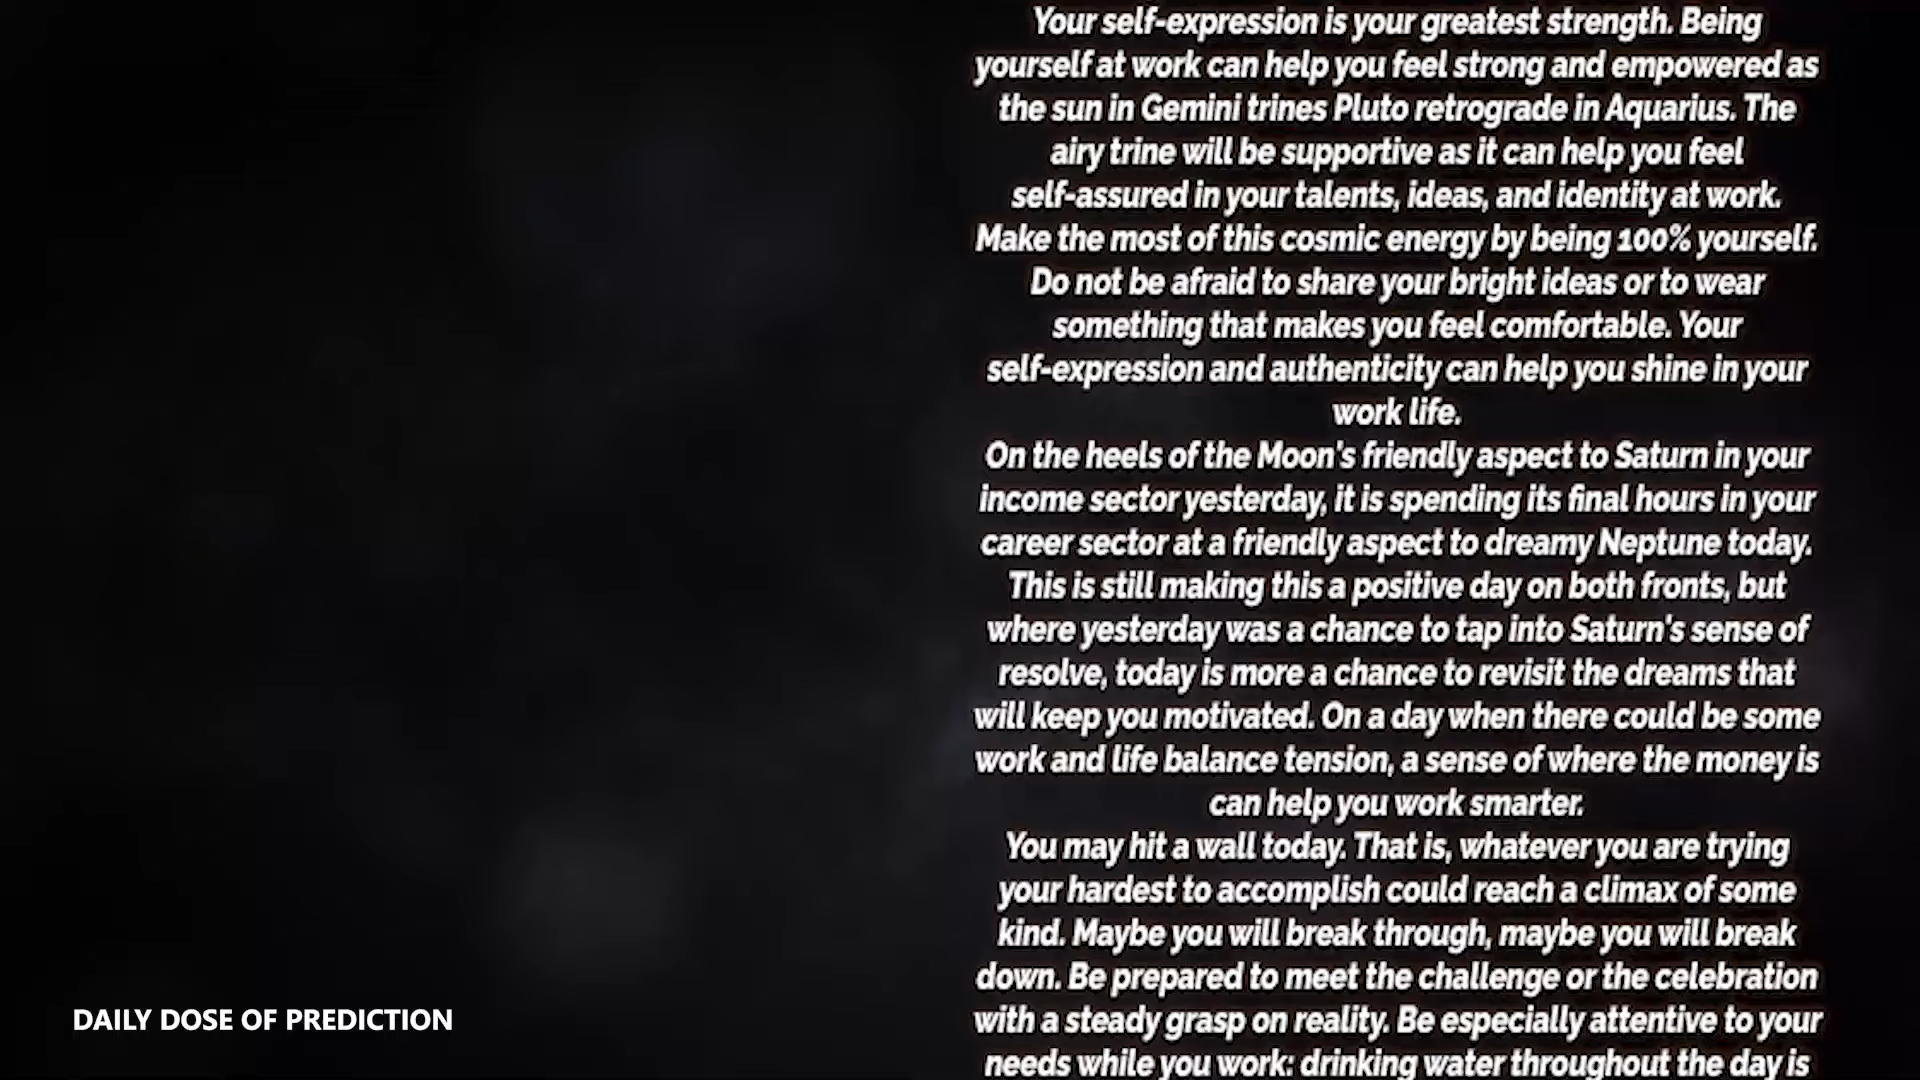 Your self-expression is your greatest strength. Being
yourself at work can help you feel strong and empowered as
the sun in Gemini trines Pluto retrograde in Aquarius. The
airy trine will be supportive as it can help you feel
self-assured in your talents, ideas, and identity at work.
Make the most of this cosmic energy by being 100% yourself.
Do not be afraid to share your bright ideas or to wear
something that makes you feel comfortable. Your
self-expression and authenticity can help you shine in your
work life.
On the heels of the Moon's friendly aspect to Saturn in your
income sector yesterday, it is spending its final hours in your
career sector at a friendly aspect to dreamy Neptune today.
This is still making this a positive day on both fronts, but
where yesterday was a chance to tap into Saturn's sense of
resolve, today is more a chance to revisit the dreams that
will keep you motivated. On a day when there could be some
work and life balance tension, a sense of where the money is
can help you work smarter.
You may hit a wall today. That is, whatever you are trying
your hardest to accomplish could reach a climax of some
kind. Maybe you will break through, maybe you will break
down. Be prepared to meet the challenge or the celebration
with a steady grasp on reality. Be especially attentive to your
needs while you work: drinking water throughout the day is
DAILY DOSE OF PREDICTION